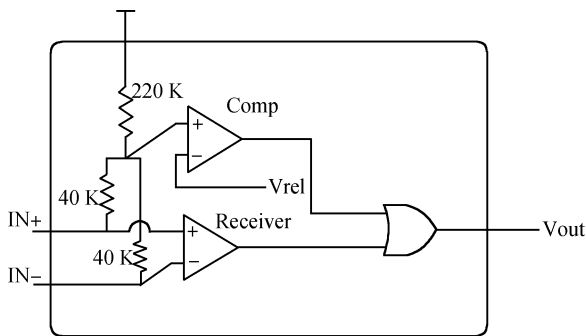 220 K
Comp
+
−
Vrel
40 K
IN+
Receiver
+
Vout
40 K
−
IN−